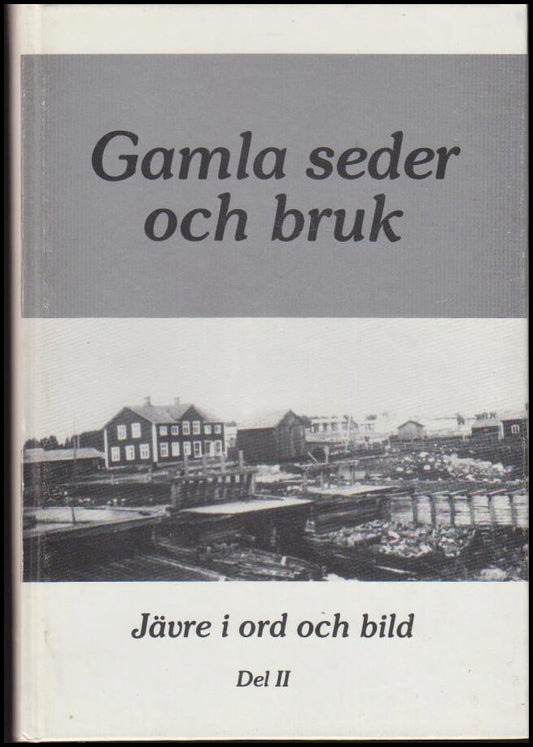 Gamla seder
och bruk
Jävre i ord och bild
Del II